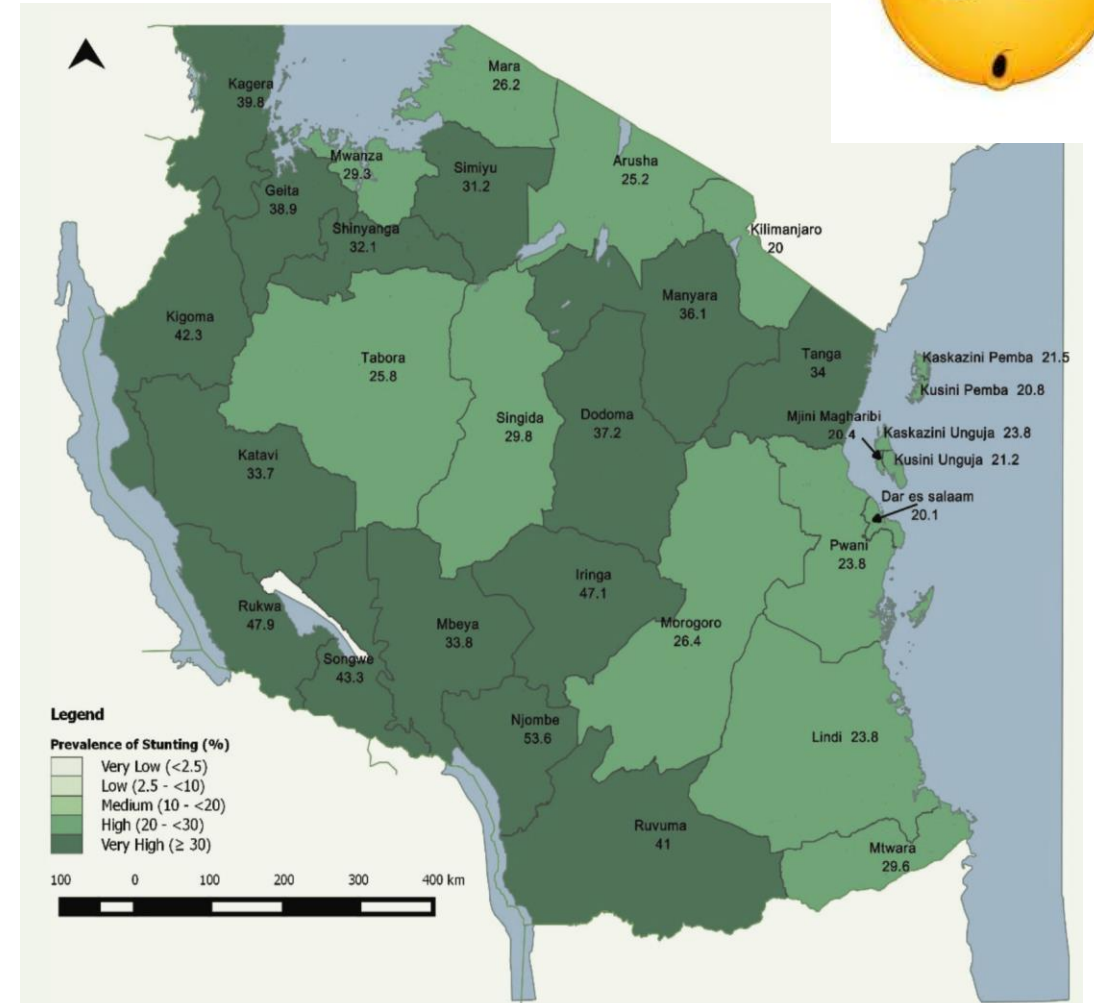 Mara
26.2
Kagera
39.8
Mwanza
29.3
Simiyu
31.2
Arusha
25.2
Geita
38.9
Shinyanga
32.1
Kilimanjaro
20
Manyara
36.1
Kigoma
42.3
Tabora
25.8
Tanga
34
Kaskazini Pemba 21.5
Kusini Pemba 20.8
Singida
29.8
Dodoma
37.2
Mjini Magharibi
20.4
Kaskazini Unguja 23.8
Kusini Unguja 21.2
Katavi
33.7
Dar es salaam
20.1
Pwani
23.8
Iringa
47.1
Rukwa
47.9
Mbeya
33.8
Morogoro
26.4
Songwe
43.3
Njombe
53.6
Lindi 23.8
Ruvuma
41
Mtwara
29.6
Legend
Prevalence of Stunting (%)
Very Low (<2.5)
Low (2.5 - <10)
Medium (10 - <20)
High (20 - <30)
Very High (≥ 30)
100 0 100 200 300 400 km